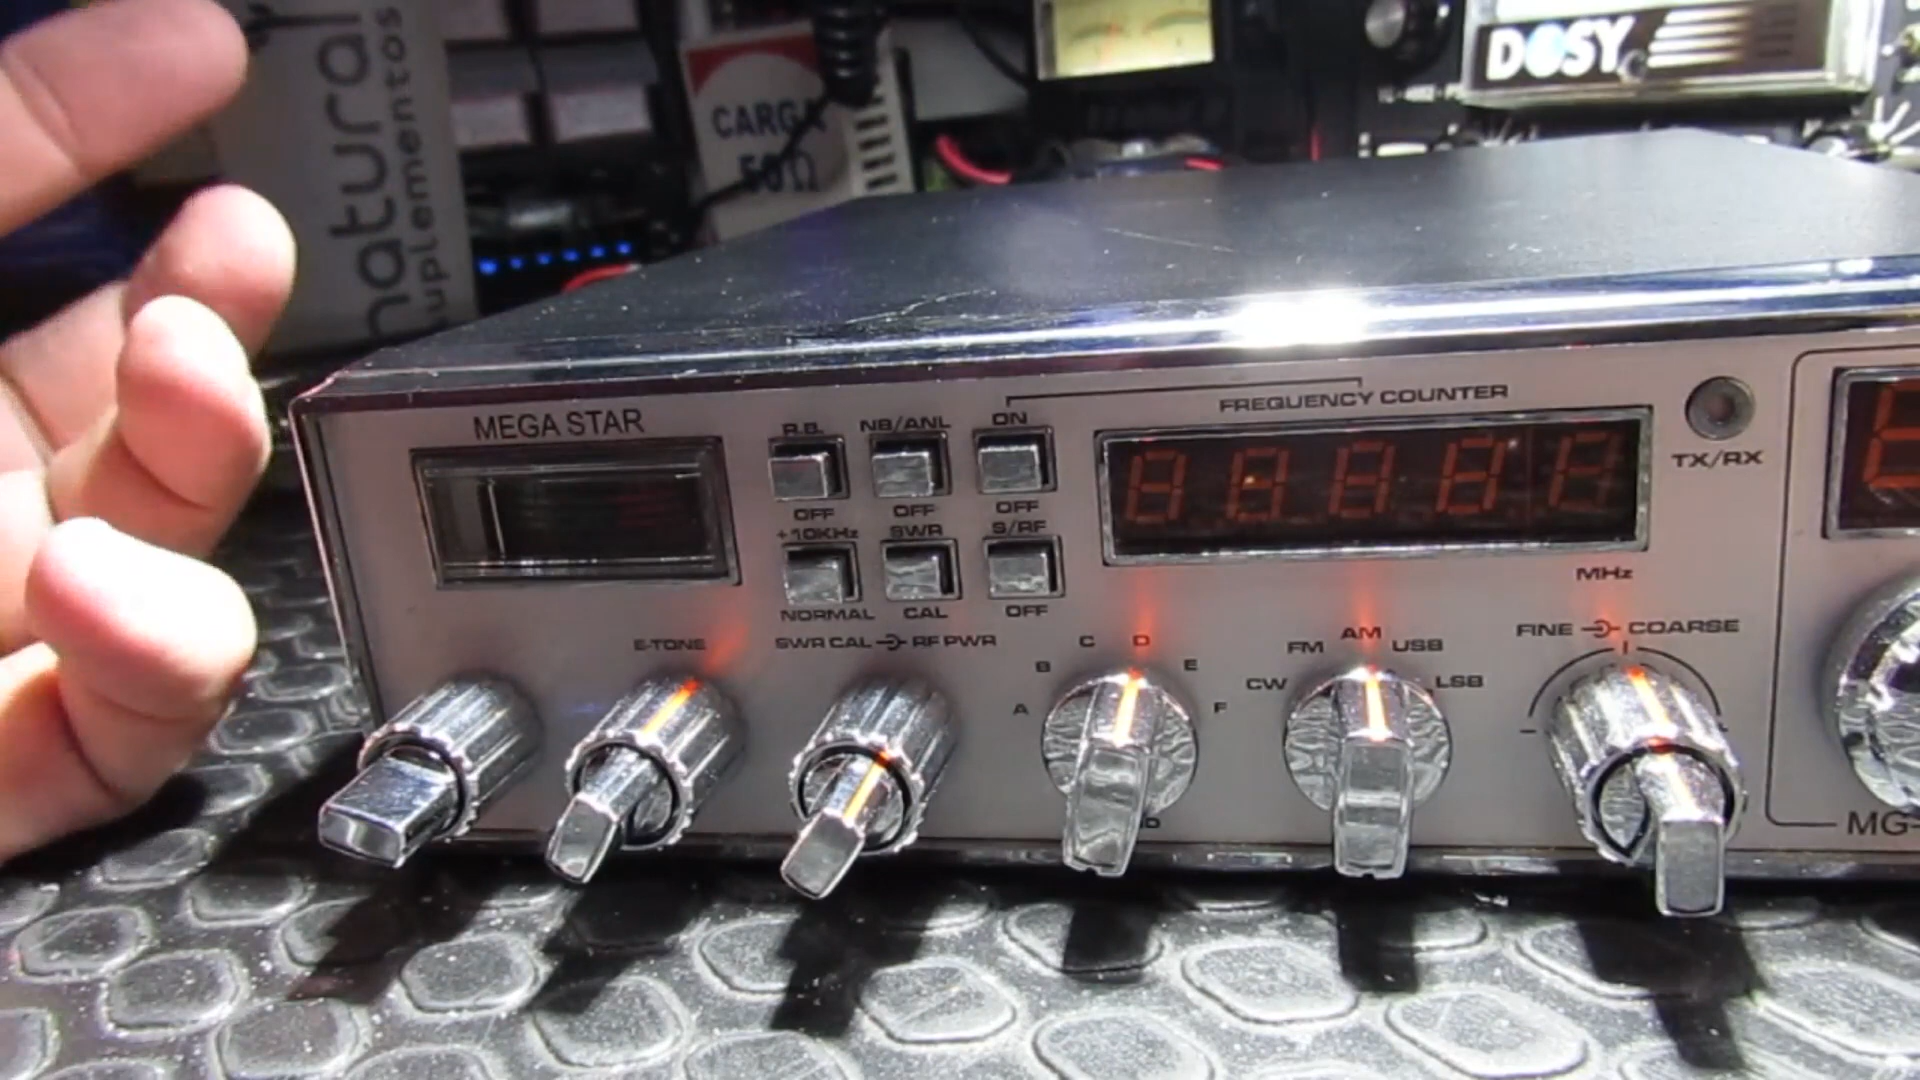 natural
suplementos
CARGA
50Ω
DOSY
MEGA STAR
R.B.
NB/ANL
ON
FREQUENCY COUNTER
OFF
OFF
OFF
+10KHz
SWR
S/RF
TX/RX
NORMAL
CAL
OFF
MHz
E-TONE
SWR CAL
RF PWR
A
B
C
D
E
F
CW
FM
AM
USB
LSB
FINE
COARSE
MG-